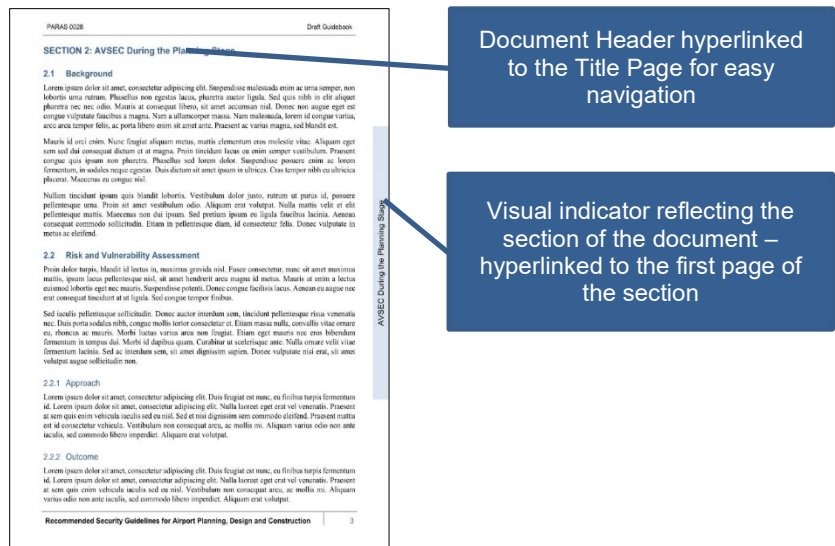 PARAS 0028 Draft Guidebook
SECTION 2: AVSEC During the Planning Stage
2.1 Background
Lorem ipsum dolor sit amet, consectetur adipiscing elit. Suspendisse malesuada enim ac urna semper, non
lobortis urna rutrum. Phasellus non egestas lacus, pharetra auctor ligula. Sed quis nibh in elit aliquet
pharetra nec nec odio. Mauris at consequat libero, sit amet accumsan nisl. Donec non augue eget est
congue vulputate faucibus a magna. Nam a ullamcorper massa. Nam malesuada, lorem id congue varius,
arcu arcu tempor felis, ac porta libero enim sit amet ante. Praesent ac varius magna, sed blandit est.
Mauris id orci enim. Nunc feugiat aliquam metus, mattis elementum eros molestie vitae. Aliquam eget
sem sed dui consequat dictum et ut magna. Proin tincidunt lacus eu enim semper vestibulum. Praesent
congue quis ipsum non pharetra. Phasellus sed lorem dolor. Suspendisse posuere enim ac lorem
fermentum, in sodales neque egestas. Duis dictum sit amet ipsum in ultrices. Cras tempor nibh eu ultricies
placerat. Maecenas eu congue nisl.
Nullam tincidunt ipsum quis blandit lobortis. Vestibulum dolor justo, rutrum ut purus id, posuere
pellentesque urna. Proin sit amet vestibulum odio. Aliquam erat volutpat. Nulla mattis velit et elit
pellentesque mattis. Maecenas non dui ipsum. Sed pretium ipsum eu ligula faucibus lacinia. Aenean
consequat commodo sollicitudin. Etiam in pellentesque diam, id consectetur felis. Donec vulputate in
metus ac eleifend.
2.2 Risk and Vulnerability Assessment
Proin dolor turpis, blandit id lectus in, maximus gravida nisl. Fusce consectetur, nunc sit amet maximus
mattis, ipsum lacus pellentesque nisl, sit amet hendrerit arcu magna id metus. Mauris at enim a lectus
euismod lobortis eget nec mauris. Suspendisse potenti. Donec congue facilisis lacus. Aenean eu augue nec
erat consequat tincidunt at ut ligula. Sed congue tempor finibus.
Sed iaculis pellentesque sollicitudin. Donec auctor interdum sem, tincidunt pellentesque risus venenatis
nec. Duis porta sodales nibh, congue mollis tortor consectetur et. Etiam massa nulla, convallis vitae ornare
eu, rhoncus ac mauris. Morbi luctus varius arcu non feugiat. Etiam eget mauris nec eros bibendum
fermentum in tempus dui. Morbi id dapibus quam. Curabitur ut scelerisque ante. Nulla ornare velit vitae
fermentum lacinia. Sed ac interdum sem, sit amet dignissim sapien. Donec vulputate nisi erat, sit amet
volutpat augue sollicitudin non.
2.2.1 Approach
Lorem ipsum dolor sit amet, consectetur adipiscing elit. Duis feugiat est nunc, eu finibus turpis fermentum
id. Lorem ipsum dolor sit amet, consectetur adipiscing elit. Nulla laoreet eget erat vel venenatis. Praesent
at sem quis enim vehicula iaculis sed eu nisl. Sed et nisi dignissim sem commodo eleifend. Praesent mattis
est id consectetur vehicula. Vestibulum non consequat arcu, ac mollis mi. Aliquam varius odio non ante
iaculis, sed commodo libero imperdiet. Aliquam erat volutpat.
2.2.2 Outcome
Lorem ipsum dolor sit amet, consectetur adipiscing elit. Duis feugiat est nunc, eu finibus turpis fermentum
id. Lorem ipsum dolor sit amet, consectetur adipiscing elit. Nulla laoreet eget erat vel venenatis. Praesent
at sem quis enim vehicula iaculis sed eu nisl. Vestibulum non consequat arcu, ac mollis mi. Aliquam
varius odio non ante iaculis, sed commodo libero imperdiet. Aliquam erat volutpat.
Recommended Security Guidelines for Airport Planning, Design and Construction 3
AVSEC During the Planning Stage
Document Header hyperlinked
to the Title Page for easy
navigation
Visual indicator reflecting the
section of the document –
hyperlinked to the first page of
the section